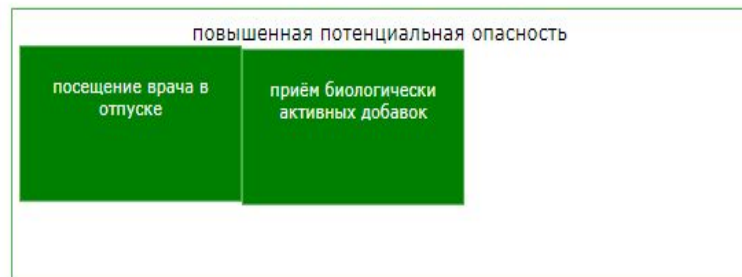 повышенная потенциальная опасность
посещение врача в
отпуске
приём биологически
активных добавок